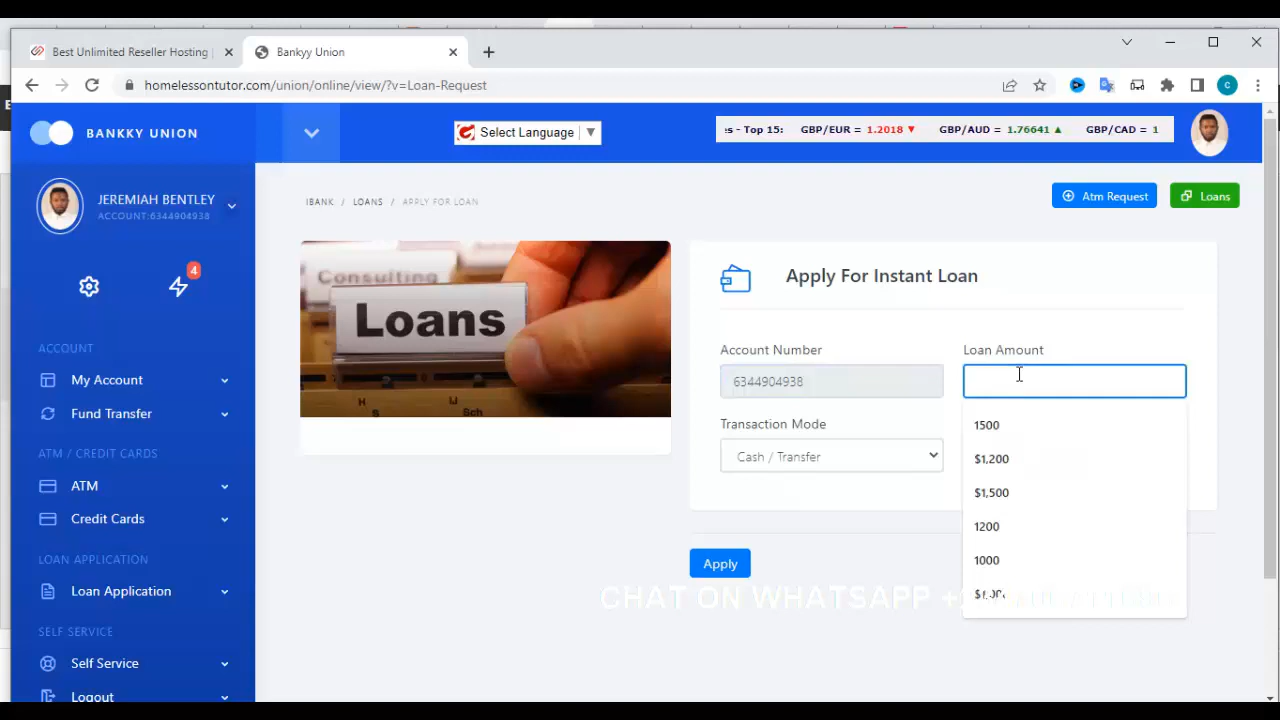 Best Unlimited Reseller Hosting
Bankyy Union
homelessontutor.com/union/online/view/?v=Loan-Request
BANKKY UNION
Select Language
:s - Top 15: GBP/EUR = 1.2018 ▼ GBP/AUD = 1.76641 ▲ GBP/CAD = 1
JEREMIAH BENTLEY
ACCOUNT:6344904938
4
IBANK / LOANS / APPLY FOR LOAN
Atm Request
Loans
Consulting
Loans
H
S
IJ
Sch
Apply For Instant Loan
Account Number
Loan Amount
6344904938
Transaction Mode
Cash / Transfer
1500
$1,200
$1,500
1200
1000
Apply
CHAT ON WHATSAPP
ACCOUNT
My Account
Fund Transfer
ATM / CREDIT CARDS
ATM
Credit Cards
LOAN APPLICATION
Loan Application
SELF SERVICE
Self Service
Logout